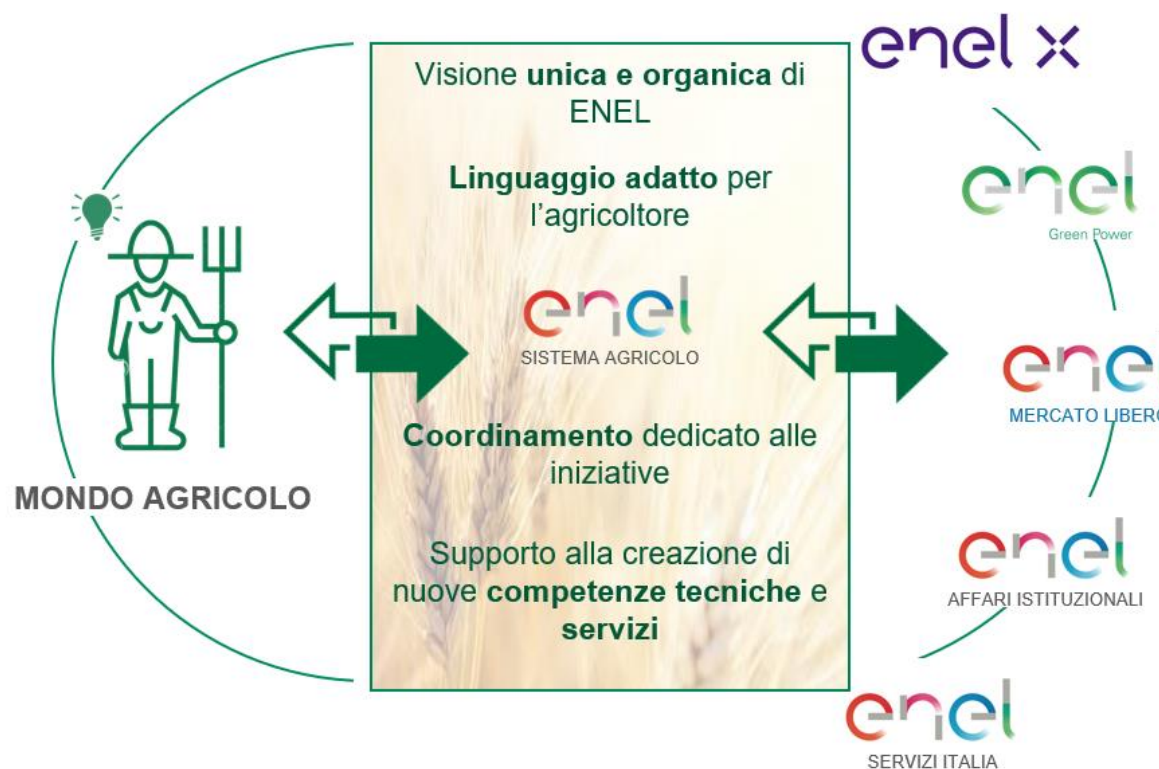 Visione unica e organica di
ENEL
Linguaggio adatto per
l'agricoltore
enel
SISTEMA AGRICOLO
Coordinamento dedicato alle
iniziative
Supporto alla creazione di
nuove competenze tecniche e
servizi
MONDO AGRICOLO
enel x
enel
Green Power
ene
MERCATO LIBERO
enel
AFFARI ISTITUZIONALI
enel
SERVIZI ITALIA